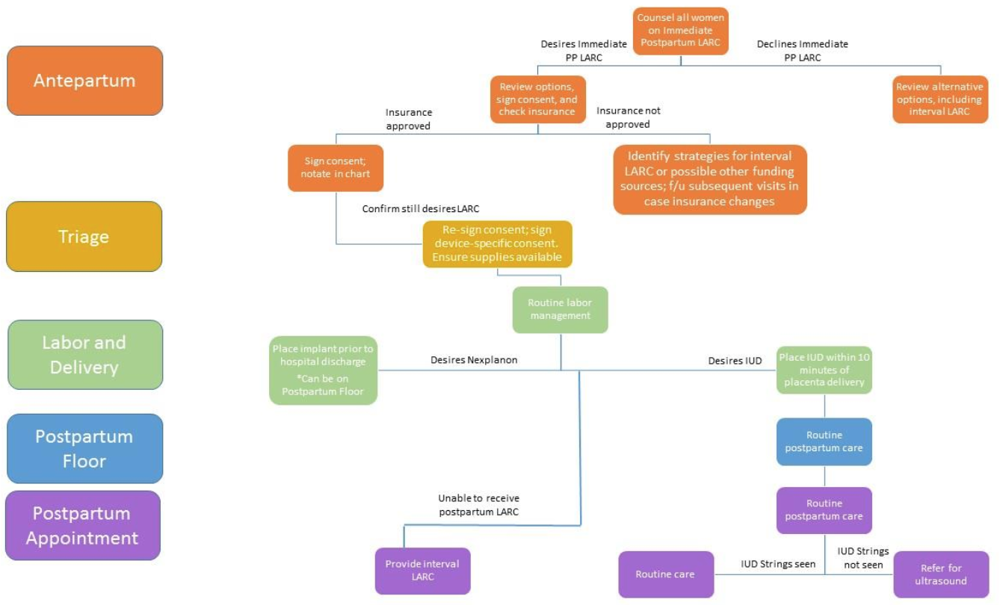 Counsel all women
on Immediate
Postpartum LARC
Desires Immediate
PP LARC
Declines Immediate
PP LARC
Antepartum
Review options,
sign consent, and
check insurance
Review alternative
options, including
interval LARC
Insurance
approved
Insurance not
approved
Sign consent;
notate in chart
Identify strategies for interval
LARC or possible other funding
sources; f/u subsequent visits in
case insurance changes
Triage
Confirm still desires LARC
Re-sign consent; sign
device-specific consent.
Ensure supplies available
Routine labor
management
Labor and
Delivery
Place implant prior to
hospital discharge
*Can be on
Postpartum Floor
Desires Nexplanon
Desires IUD
Place IUD within 10
minutes of
placenta delivery
Postpartum
Floor
Routine
postpartum care
Postpartum
Appointment
Unable to receive
postpartum LARC
Routine
postpartum care
Provide interval
LARC
Routine care
IUD Strings seen
IUD Strings
not seen
Refer for
ultrasound